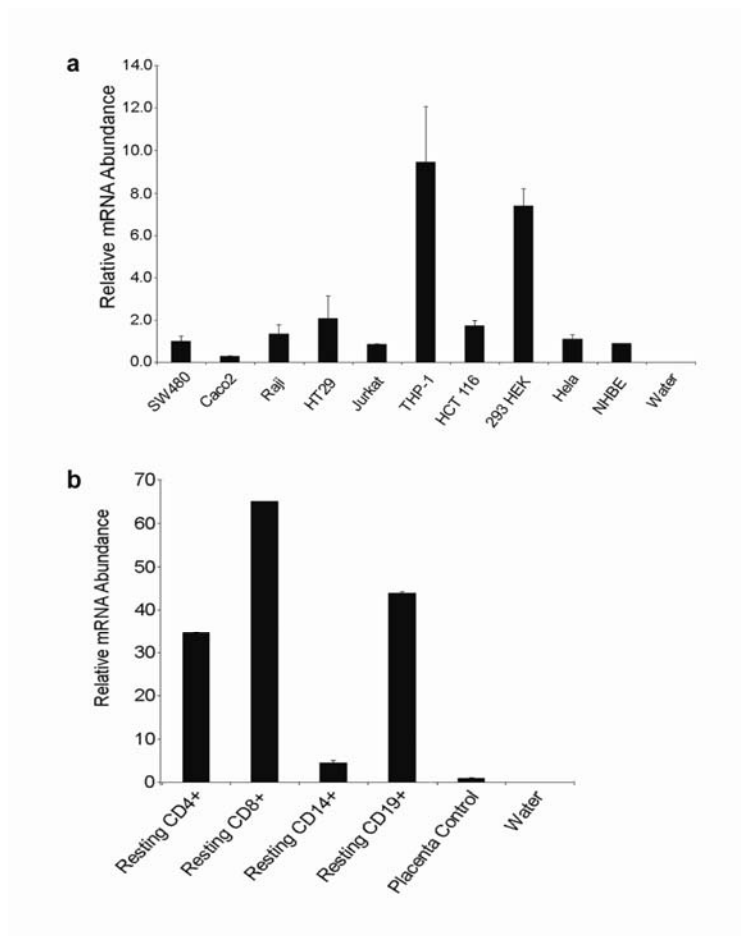 a
Relative mRNA Abundance
14.0
12.0
10.0
8.0
6.0
4.0
2.0
0.0
SW480
Caco2
Raji
HT29
Jurkat
THP-1
HCT 116
293 HEK
Hela
NHBE
Water
b
Relative mRNA Abundance
70
60
50
40
30
20
10
0
Resting CD4+
Resting CD8+
Resting CD14+
Resting CD19+
Placenta Control
Water